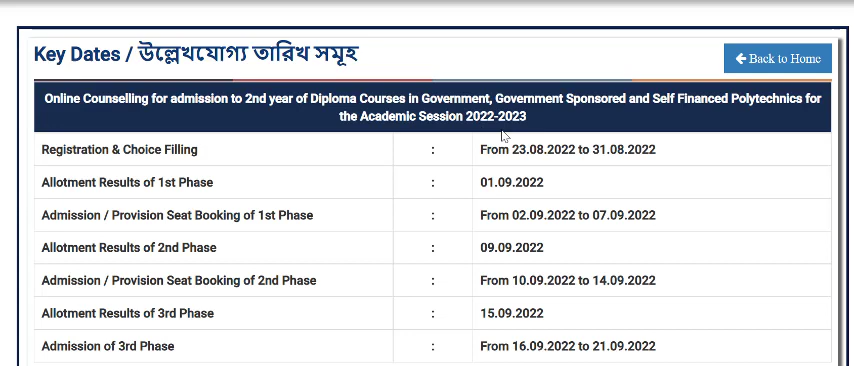 Key Dates / উল্লেখযোগ্য তারিখ সমূহ
Back to Home
Online Counselling for admission to 2nd year of Diploma Courses in Government, Government Sponsored and Self Financed Polytechnics for
the Academic Session 2022-2023
Registration & Choice Filling : From 23.08.2022 to 31.08.2022
Allotment Results of 1st Phase : 01.09.2022
Admission / Provision Seat Booking of 1st Phase : From 02.09.2022 to 07.09.2022
Allotment Results of 2nd Phase : 09.09.2022
Admission / Provision Seat Booking of 2nd Phase : From 10.09.2022 to 14.09.2022
Allotment Results of 3rd Phase : 15.09.2022
Admission of 3rd Phase : From 16.09.2022 to 21.09.2022